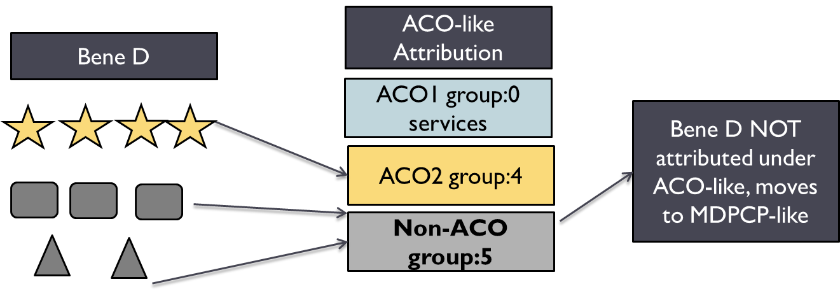 Bene D
ACO-like
Attribution
ACO1 group:0
services
ACO2 group:4
Non-ACO
group:5
Bene D NOT
attributed under
ACO-like, moves
to MDPCP-like